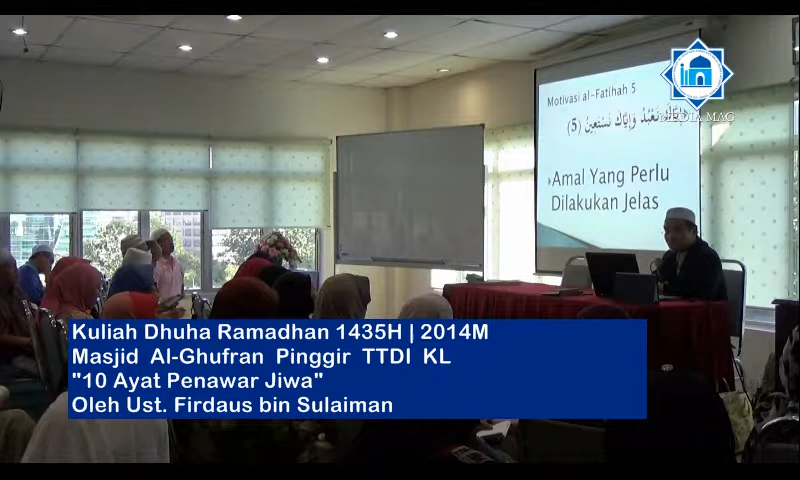 Motivasi al-Fatihah 5
إِيَّاكَ نَعْبُدُ وَإِيَّاكَ نَسْتَعِينُ (5)
MEDIA MAG
Amal Yang Perlu
Dilakukan Jelas
Kuliah Dhuha Ramadhan 1435H | 2014M
Masjid Al-Ghufran Pinggir TTDI KL
"10 Ayat Penawar Jiwa"
Oleh Ust. Firdaus bin Sulaiman